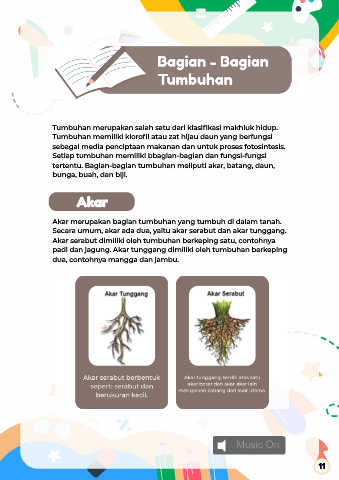 Bagian - Bagian
Tumbuhan
Tumbuhan merupakan salah satu dari klasifikasi makhluk hidup.
Tumbuhan memiliki klorofil atau zat hijau daun yang berfungsi
sebagai media penciptaan makanan dan untuk proses fotosintesis.
Setiap tumbuhan memiliki bbagian-bagian dan fungsi-fungsi
tertentu. Bagian-bagian tumbuhan meliputi akar, batang, daun,
bunga, buah, dan biji.
Akar
Akar merupakan bagian tumbuhan yang tumbuh di dalam tanah.
Secara umum, akar ada dua, yaitu akar serabut dan akar tunggang.
Akar serabut dimiliki oleh tumbuhan berkeping satu, contohnya
padi dan jagung. Akar tunggang dimiliki oleh tumbuhan berkeping
dua, contohnya mangga dan jambu.
Akar Tunggang
Akar serabut berbentuk
seperti serabut dan
berukuran kecil.
Akar Serabut
Akar tunggang terdiri atas satu
akar besar dan akar akar lain
merupakan cabang dari akar utama.
Music On
11